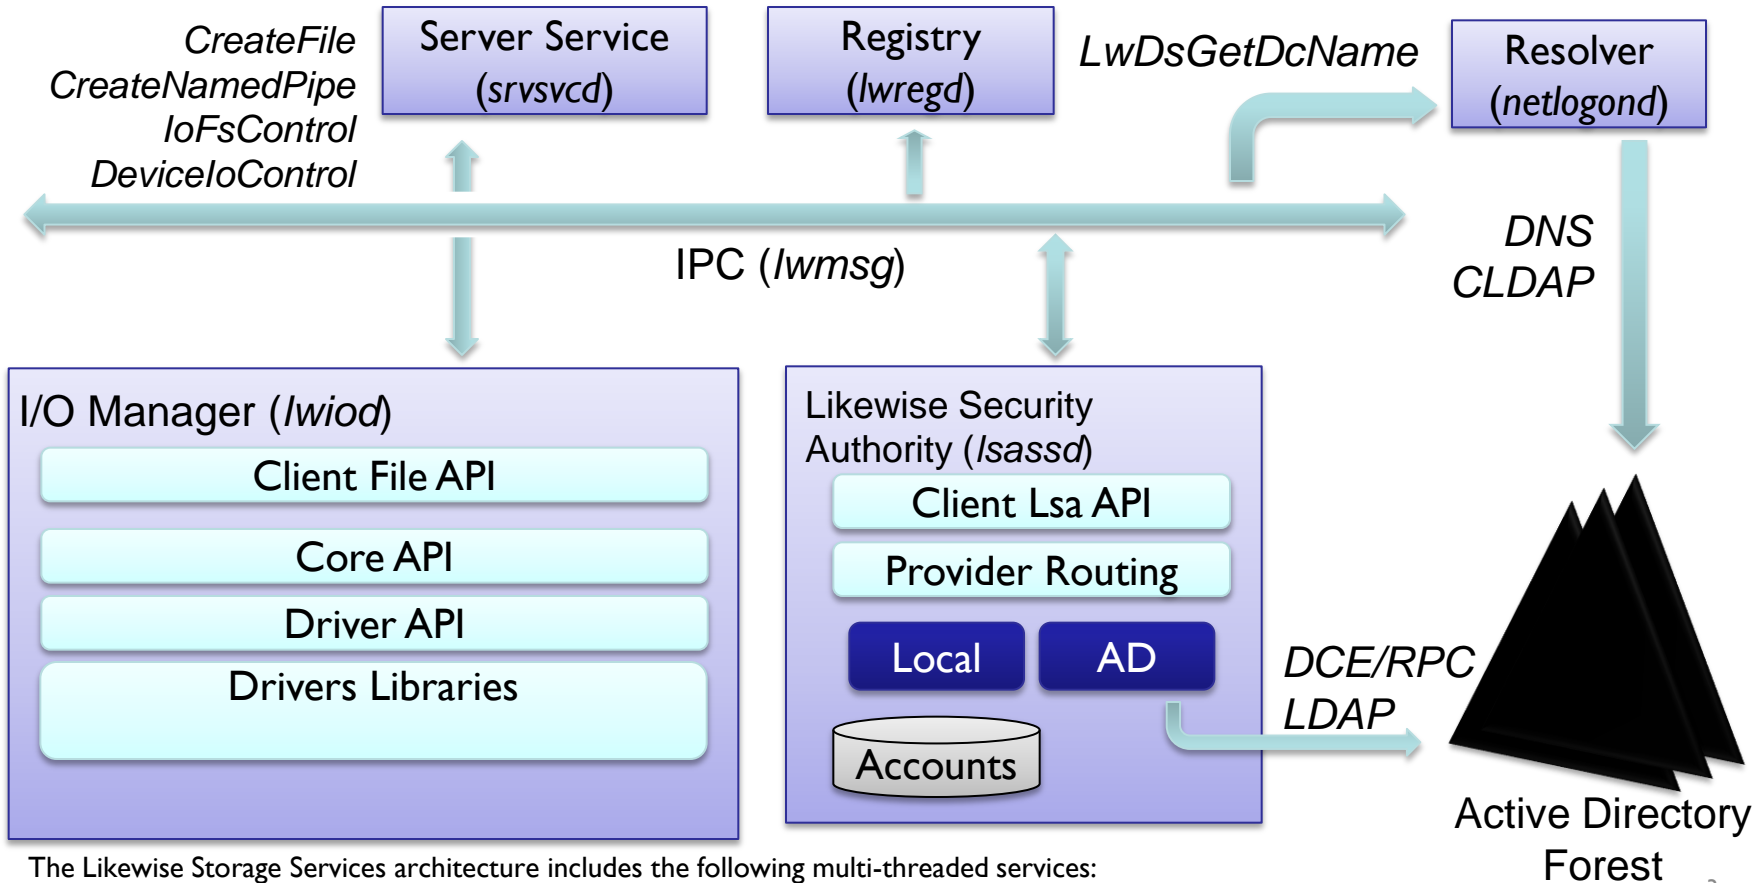 CreateFile
CreateNamedPipe
IoFsControl
DeviceIoControl
Server Service
(srvsvcd)
Registry
(lwregd)
LwDsGetDcName
Resolver
(netlogond)
IPC (lwmsg)
DNS
CLDAP
I/O Manager (lwiod)
Client File API
Core API
Driver API
Drivers Libraries
Likewise Security
Authority (lsassd)
Client Lsa API
Provider Routing
Local
AD
Accounts
DCE/RPC
LDAP
Active Directory
Forest
The Likewise Storage Services architecture includes the following multi-threaded services: